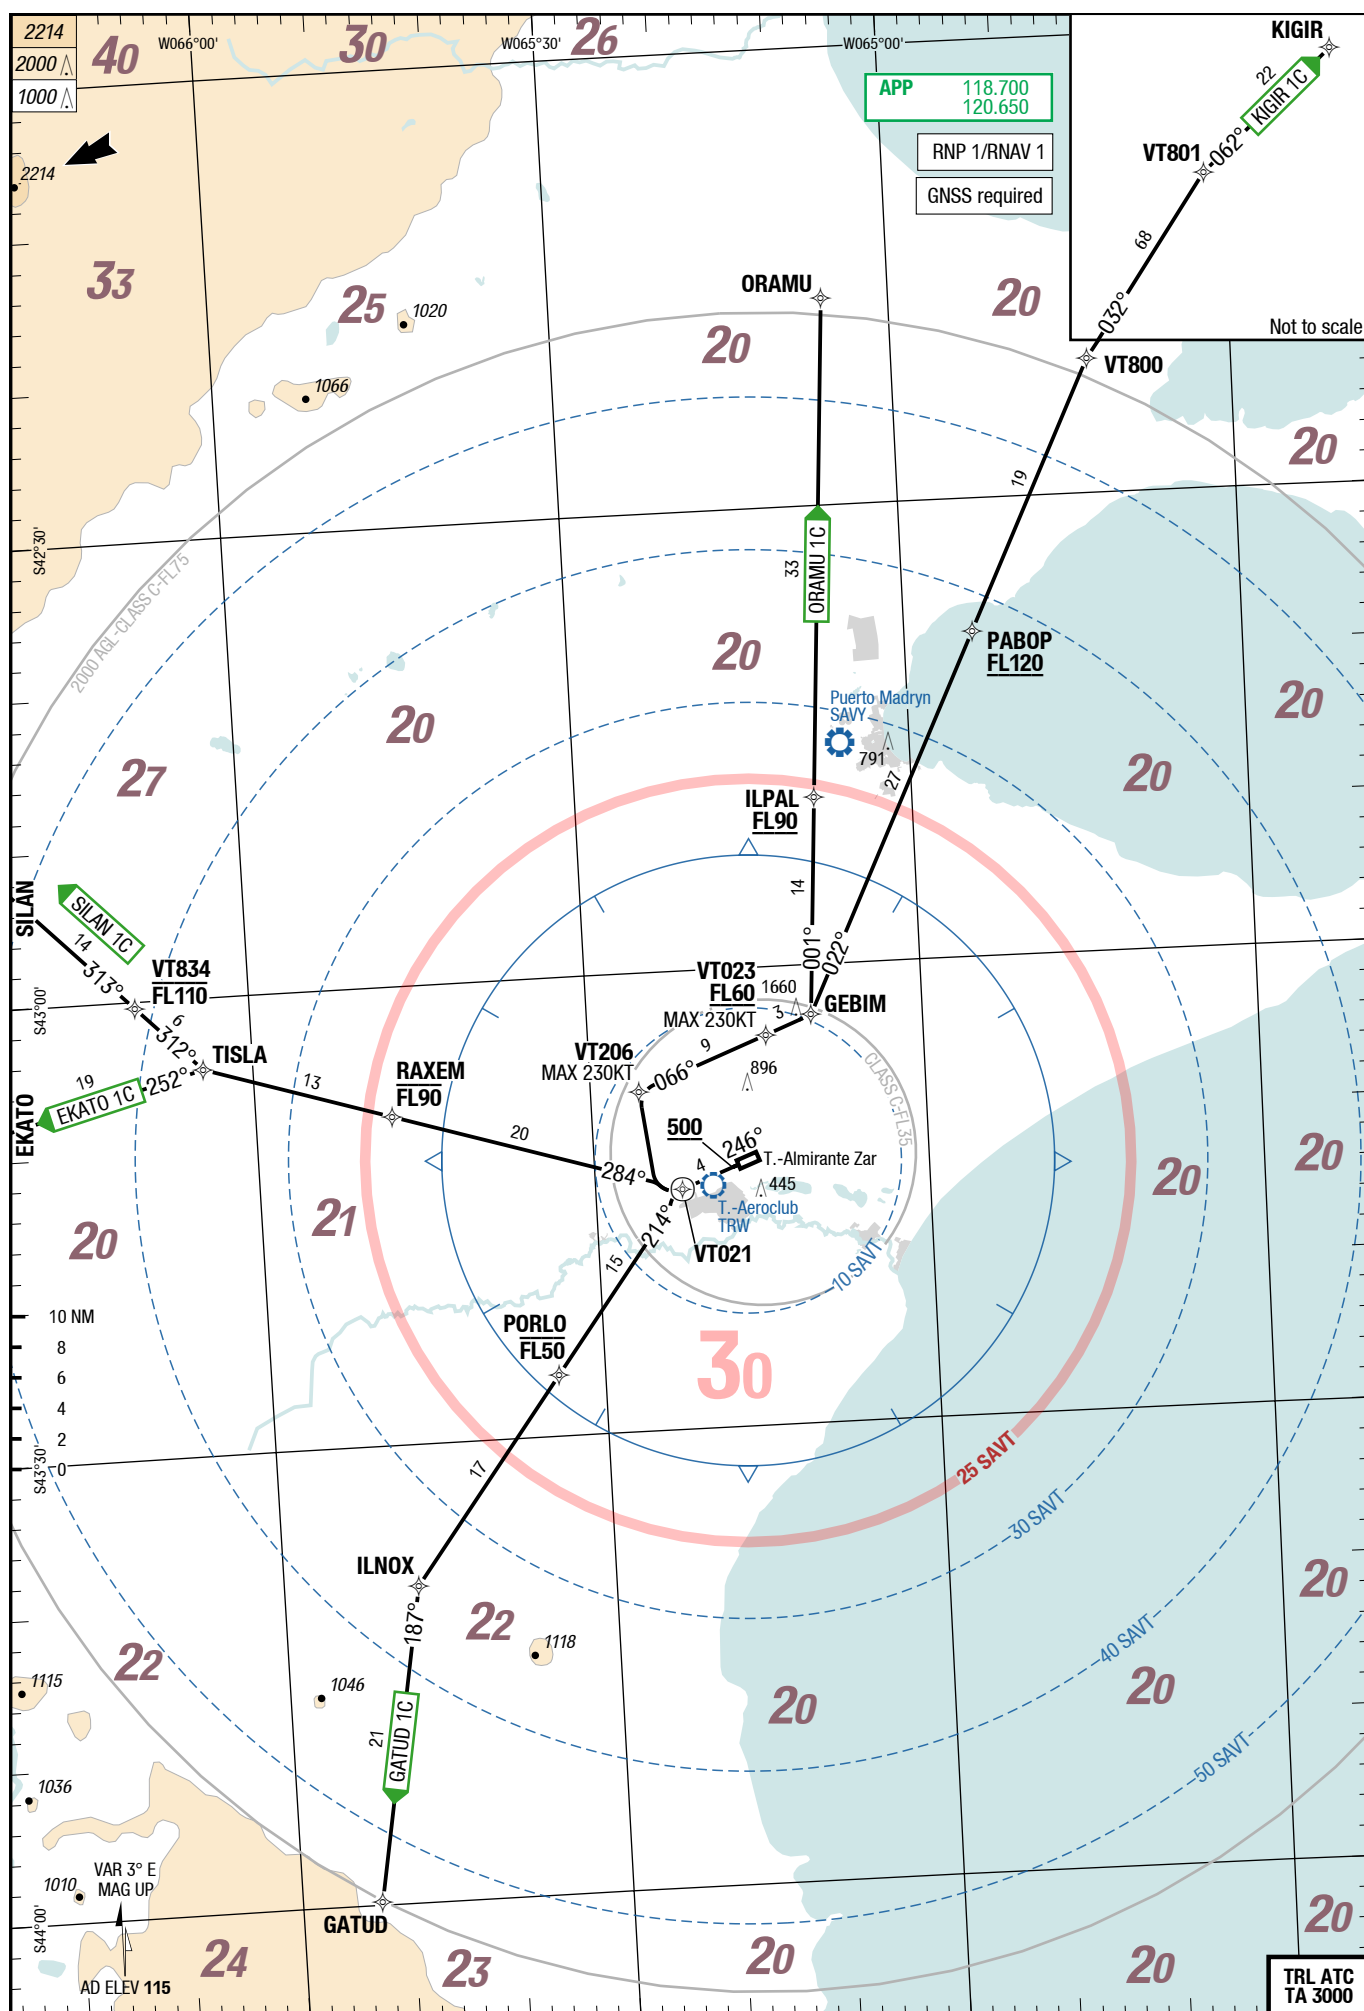 2214
2000
1000
40
W066°00'
30
W065°30'
26
W065°00'
KIGIR
22
KIGIR 1C
062°
VT801
68
032°
Not to scale
APP 118.700
120.650
RNP 1/RNAV 1
GNSS required
2214
33
25
1020
1066
ORAMU
20
20
VT800
20
19
S42°30'
2000 AGL-CLASS C-FL75
33
ORAMU 1C
20
PABOP
FL120
20
Puerto Madryn
SAVY
791
27
20
20
27
ILPAL
FL90
14
001°
022°
SILAN
SILAN 1C
14
313°
VT834
FL110
S43°00'
6
312°
TISLA
VT023
FL60
MAX 230KT
1660
3
GEBIM
9
VT206
MAX 230KT
066°
896
CLASS C-FL35
EKATO
19
EKATO 1C
252°
13
RAXEM
FL90
20
284°
500
246°
4
T.-Almirante Zar
445
T.-Aeroclub
TRW
VT021
214°
15
20
20
20
21
10 SAVT
10 NM
8
6
4
2
0
PORLO
FL50
30
S43°30'
17
25 SAVT
30 SAVT
ILNOX
187°
22
1118
20
22
1115
1046
40 SAVT
20
20
21
GATUD 1C
50 SAVT
1036
VAR 3° E
MAG UP
1010
GATUD
S44°00'
20
24
23
20
20
AD ELEV 115
TRL ATC
TA 3000